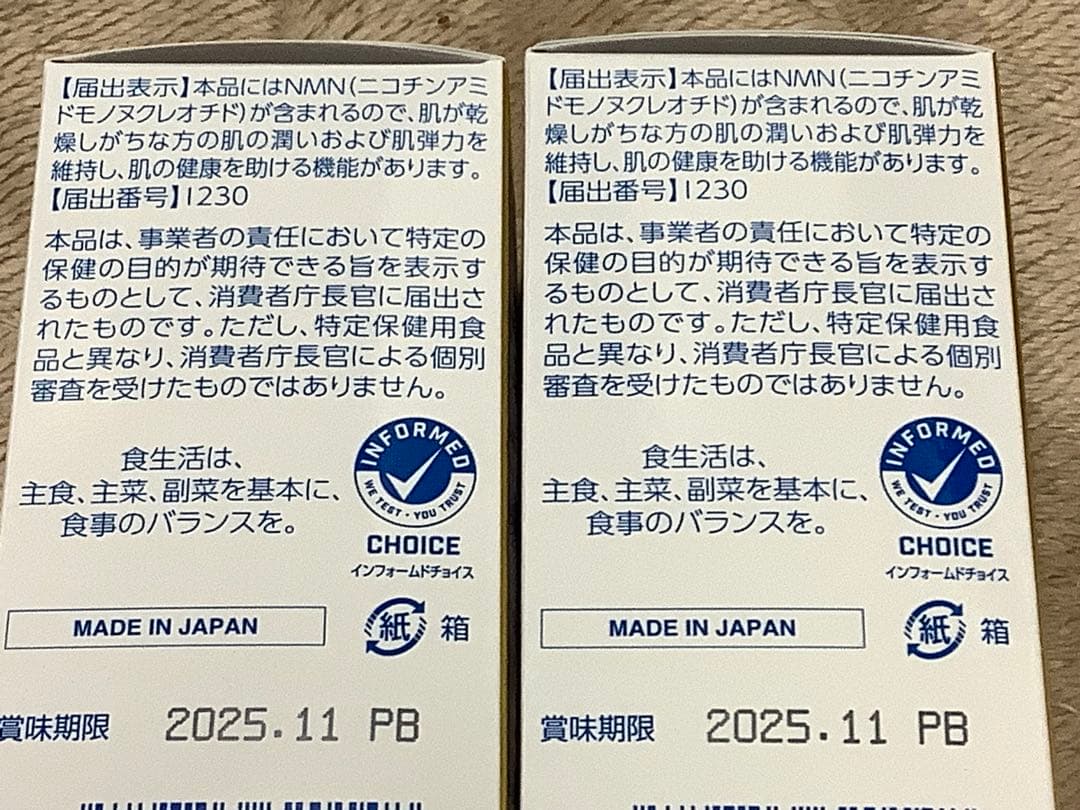 【届出表示】本品にはNMN(ニコチンアミ
ドモノヌクレオチド)が含まれるので、肌が乾
燥しがちな方の肌の潤いおよび肌弾力を
維持し、肌の健康を助ける機能があります。
【届出番号】I230
本品は、事業者の責任において特定の
保健の目的が期待できる旨を表示す
るものとして、消費者庁長官に届出さ
れたものです。ただし、特定保健用食
品と異なり、消費者庁長官による個別
審査を受けたものではありません。
食生活は、
主食、主菜、副菜を基本に、
食事のバランスを。
INFORMED
WE TEST・YOU TRUST
CHOICE
インフォームドチョイス
MADE IN JAPAN
紙 箱
賞味期限 2025.11 PB
【届出表示】本品にはNMN(ニコチンアミ
ドモノヌクレオチド)が含まれるので、肌が乾
燥しがちな方の肌の潤いおよび肌弾力を
維持し、肌の健康を助ける機能があります。
【届出番号】I230
本品は、事業者の責任において特定の
保健の目的が期待できる旨を表示す
るものとして、消費者庁長官に届出さ
れたものです。ただし、特定保健用食
品と異なり、消費者庁長官による個別
審査を受けたものではありません。
食生活は、
主食、主菜、副菜を基本に、
食事のバランスを。
INFORMED
WE TEST・YOU TRUST
CHOICE
インフォームドチョイス
MADE IN JAPAN
紙 箱
賞味期限 2025.11 PB